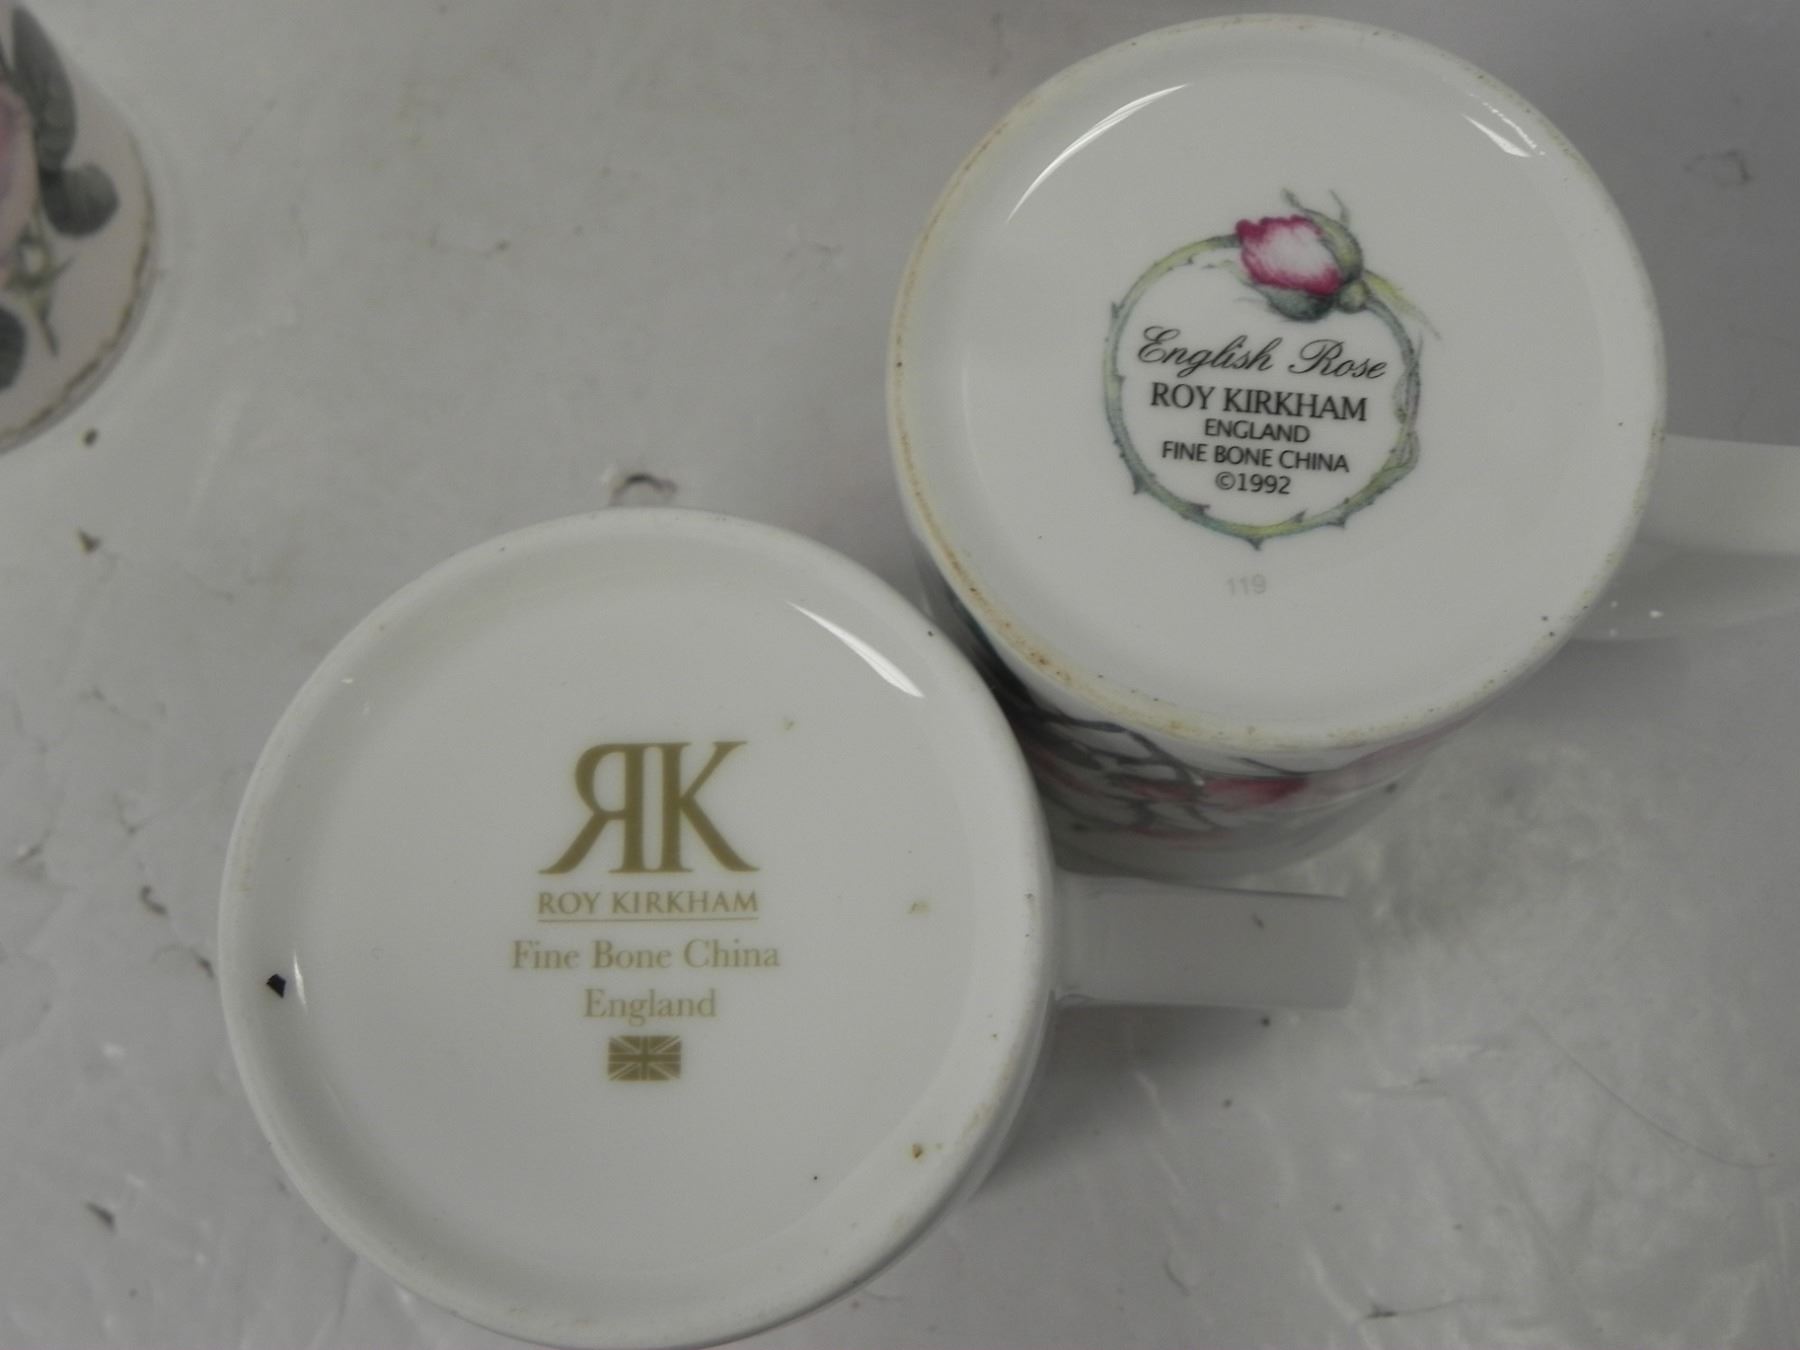 English Rose
ROY KIRKHAM
ENGLAND
FINE BONE CHINA
©1992
119
RK
ROY KIRKHAM
Fine Bone China
England